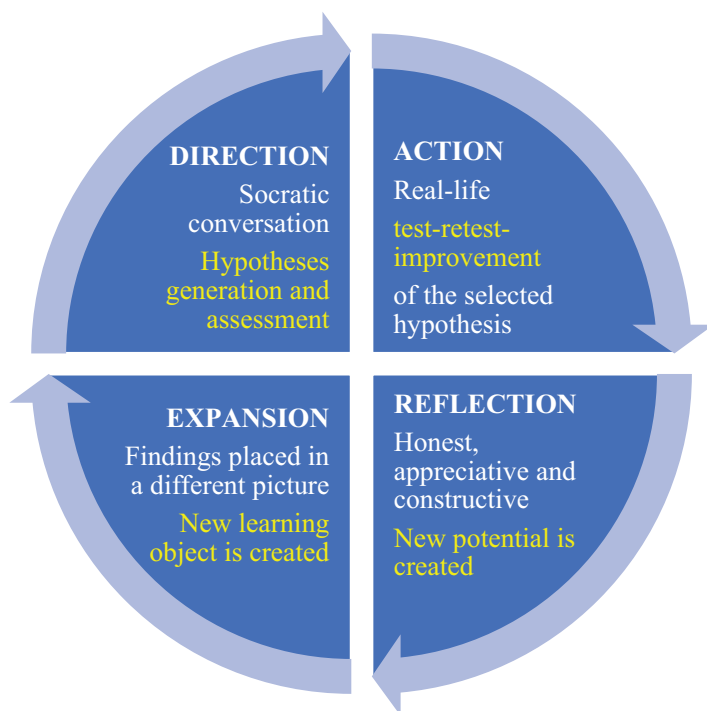 DIRECTION
Socratic
conversation
Hypotheses
generation and
assessment
ACTION
Real-life
test-retest-
improvement
of the selected
hypothesis
EXPANSION
Findings placed in
a different picture
New learning
object is created
REFLECTION
Honest,
appreciative and
constructive
New potential is
created